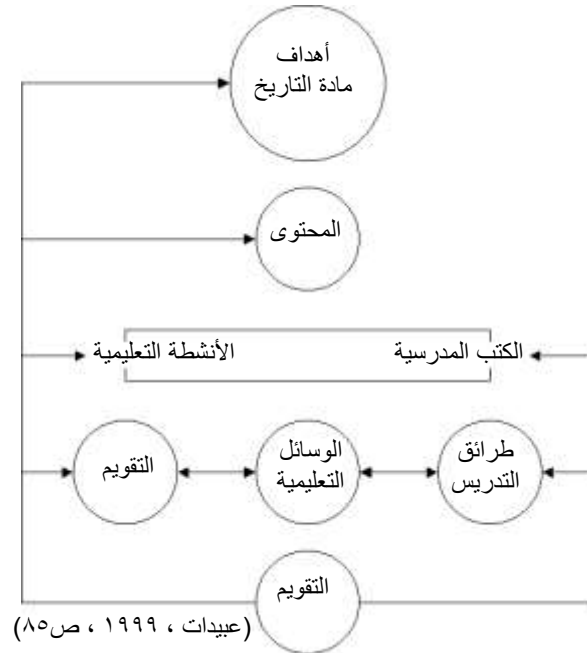 أهداف
مادة التاريخ
المحتوى
الكتب المدرسية
الأنشطة التعليمية
طرائق
التدريس
الوسائل
التعليمية
التقويم
التقويم
(عبيدات ، ١٩٩٩ ، ص٨٥)